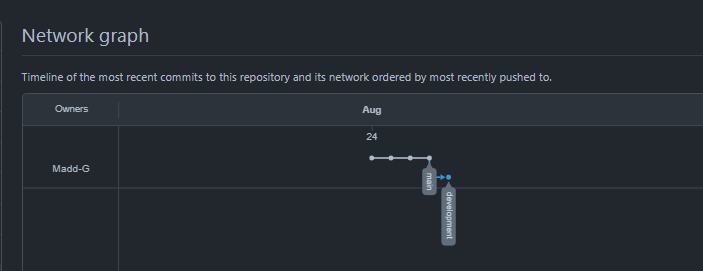 Network graph
Timeline of the most recent commits to this repository and its network ordered by most recently pushed to.
Owners
Aug
24
Madd-G
main
development